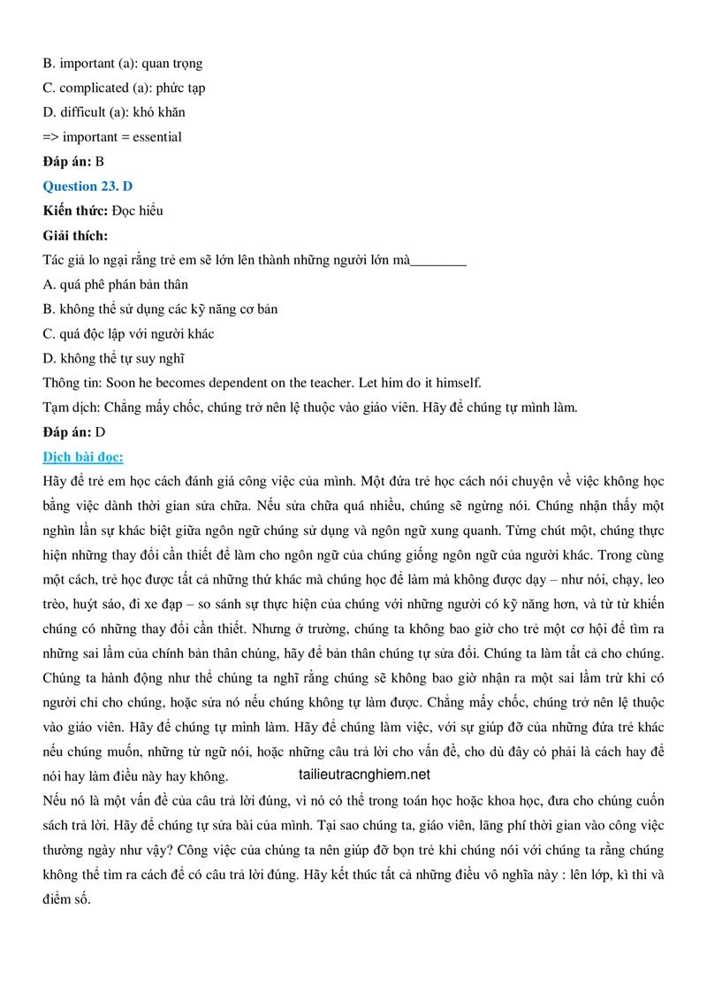 B. important (a): quan trọng
C. complicated (a): phức tạp
D. difficult (a): khó khăn
=> important = essential
Đáp án: B
Question 23. D
Kiến thức: Đọc hiểu
Giải thích:
Tác giả lo ngại rằng trẻ em sẽ lớn lên thành những người lớn mà________
A. quá phê phán bản thân
B. không thể sử dụng các kỹ năng cơ bản
C. quá độc lập với người khác
D. không thể tự suy nghĩ
Thông tin: Soon he becomes dependent on the teacher. Let him do it himself.
Tạm dịch: Chẳng mấy chốc, chúng trở nên lệ thuộc vào giáo viên. Hãy để chúng tự mình làm.
Đáp án: D
Dịch bài đọc:
Hãy để trẻ em học cách đánh giá công việc của mình. Một đứa trẻ học cách nói chuyện về việc không học
bằng việc dành thời gian sửa chữa. Nếu sửa chữa quá nhiều, chúng sẽ ngừng nói. Chúng nhận thấy một
nghìn lần sự khác biệt giữa ngôn ngữ chúng sử dụng và ngôn ngữ xung quanh. Từng chút một, chúng thực
hiện những thay đổi cần thiết để làm cho ngôn ngữ của chúng giống ngôn ngữ của người khác. Trong cùng
một cách, trẻ học được tất cả những thứ khác mà chúng học để làm mà không được dạy – như nói, chạy, leo
trèo, huýt sáo, đi xe đạp – so sánh sự thực hiện của chúng với những người có kỹ năng hơn, và từ từ khiến
chúng có những thay đổi cần thiết. Nhưng ở trường, chúng ta không bao giờ cho trẻ một cơ hội để tìm ra
những sai lầm của chính bản thân chúng, hãy để bản thân chúng tự sửa đổi. Chúng ta làm tất cả cho chúng.
Chúng ta hành động như thể chúng ta nghĩ rằng chúng sẽ không bao giờ nhận ra một sai lầm trừ khi có
người chỉ cho chúng, hoặc sửa nó nếu chúng không tự làm được. Chẳng mấy chốc, chúng trở nên lệ thuộc
vào giáo viên. Hãy để chúng tự mình làm. Hãy để chúng làm việc, với sự giúp đỡ của những đứa trẻ khác
nếu chúng muốn, những từ ngữ nói, hoặc những câu trả lời cho vấn đề, cho dù đây có phải là cách hay để
nói hay làm điều này hay không.
tailieutracnghiem.net
Nếu nó là một vấn đề của câu trả lời đúng, vì nó có thể trong toán học hoặc khoa học, đưa cho chúng cuốn
sách trả lời. Hãy để chúng tự sửa bài của mình. Tại sao chúng ta, giáo viên, lãng phí thời gian vào công việc
thường ngày như vậy? Công việc của chúng ta nên giúp đỡ bọn trẻ khi chúng nói với chúng ta rằng chúng
không thể tìm ra cách để có câu trả lời đúng. Hãy kết thúc tất cả những điều vô nghĩa này : lên lớp, kì thi và
điểm số.